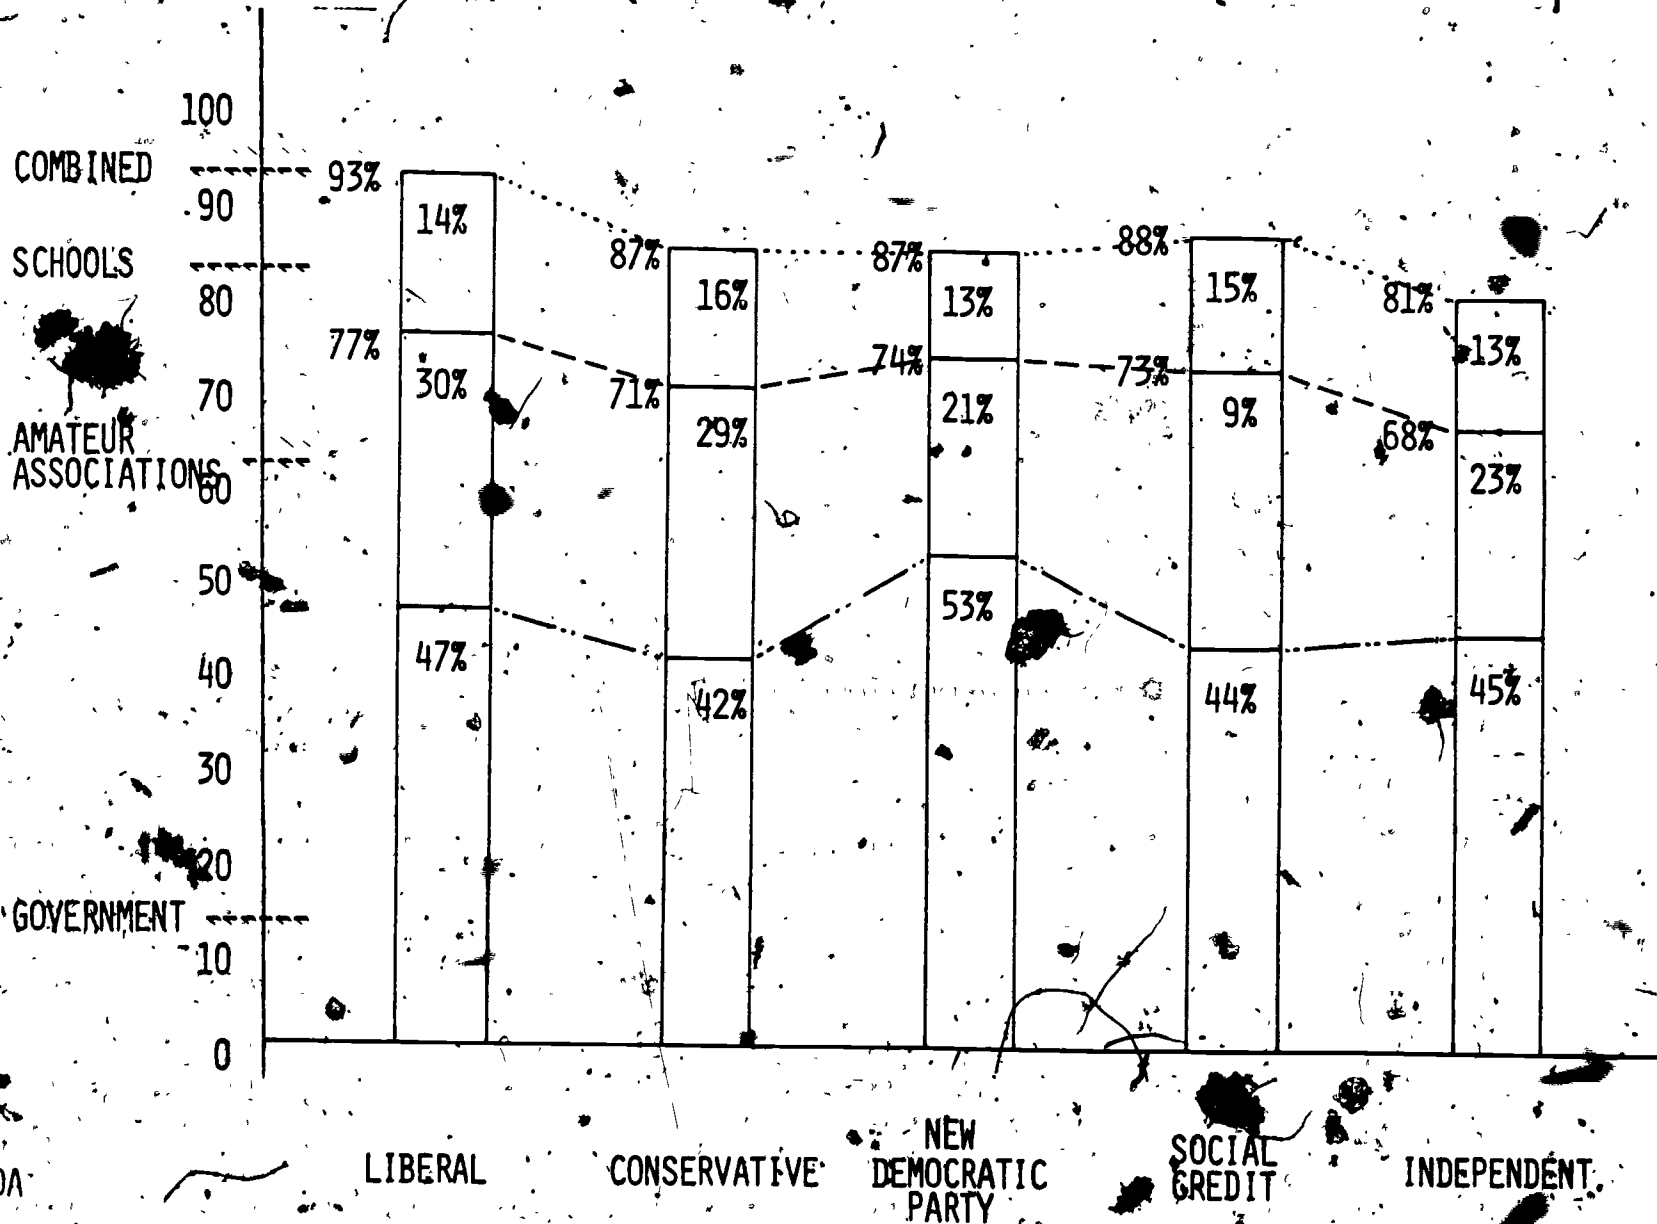 100
COMBINED
93%
90
14%
SCHOOLS
87%
87%
88%
80
16%
13%
15%
81%
77%
13%
30%
74%
73%
70
71%
21%
9%
AMATEUR
29%
68%
ASSOCIATIONS
60
23%
50
53%
47%
40
42%
44%
45%
30
20
GOVERNMENT
10
0
LIBERAL
CONSERVATIVE
NEW
DEMOCRATIC
PARTY
SOCIAL
CREDIT
INDEPENDENT